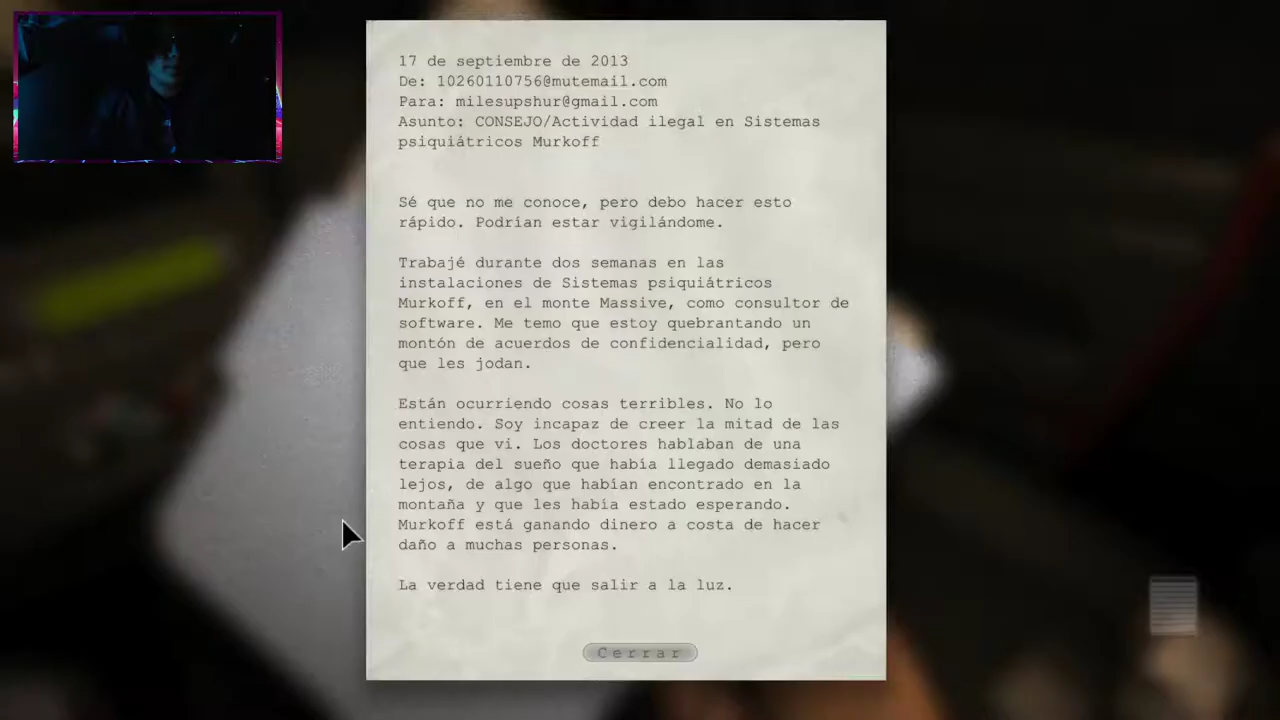 17 de septiembre de 2013
De: 10260110756@mutemail.com
Para: milesupshur@gmail.com
Asunto: CONSEJO/Actividad ilegal en Sistemas
psiquiátricos Murkoff
Sé que no me conoce, pero debo hacer esto
rápido. Podrían estar vigilándome.
Trabajé durante dos semanas en las
instalaciones de Sistemas psiquiátricos
Murkoff, en el monte Massive, como consultor de
software. Me temo que estoy quebrantando un
montón de acuerdos de confidencialidad, pero
que les jodan.
Están ocurriendo cosas terribles. No lo
entiendo. Soy incapaz de creer la mitad de las
cosas que vi. Los doctores hablaban de una
terapia del sueño que había llegado demasiado
lejos, de algo que habían encontrado en la
montaña y que les había estado esperando.
Murkoff está ganando dinero a costa de hacer
daño a muchas personas.
La verdad tiene que salir a la luz.
Cerrar